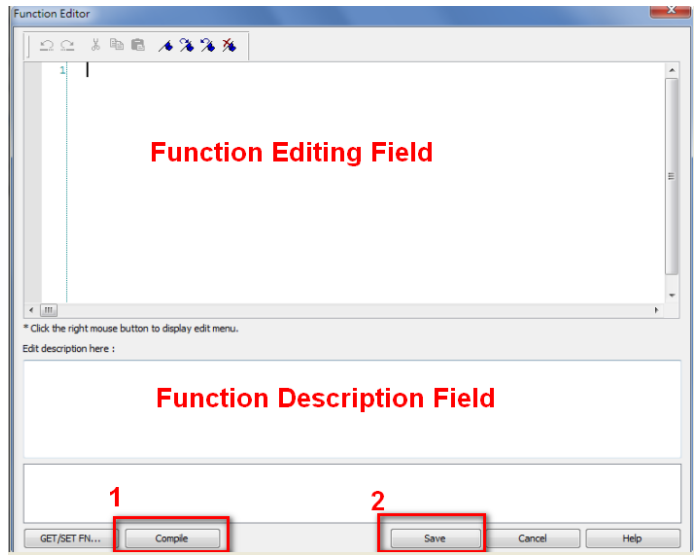 Function Editor
1
Function Editing Field
* Click the right mouse button to display edit menu.
Edit description here :
Function Description Field
1
2
GET/SET FN...
Compile
Save
Cancel
Help